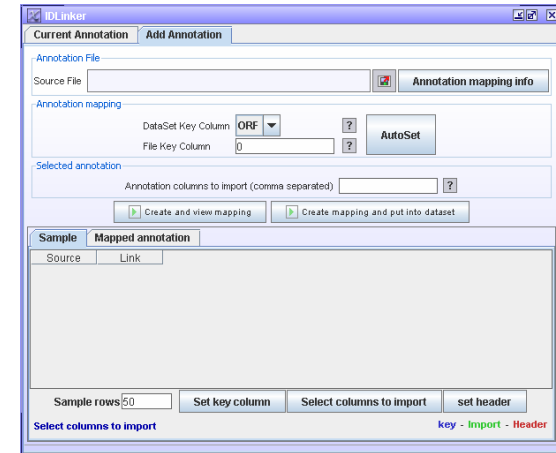 IDLinker
Current Annotation Add Annotation
Annotation File
Source File Annotation mapping info
Annotation mapping
DataSet Key Column ORF ? AutoSet
File Key Column 0 ?
Selected annotation
Annotation columns to import (comma separated) ?
Create and view mapping Create mapping and put into dataset
Sample Mapped annotation
Source Link
Sample rows 50 Set key column Select columns to import set header
Select columns to import key - Import - Header